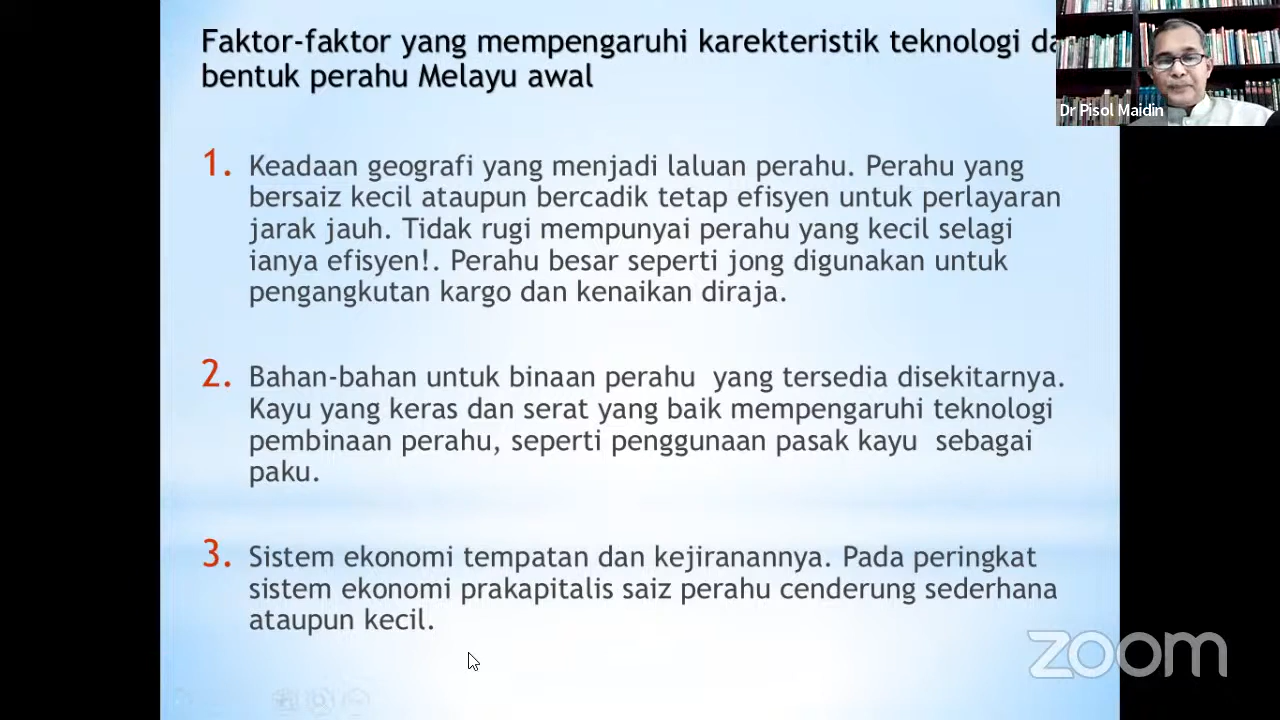 Faktor-faktor yang mempengaruhi karekteristik teknologi da
bentuk perahu Melayu awal
Dr Pisol Maidin
1. Keadaan geografi yang menjadi laluan perahu. Perahu yang
bersaiz kecil ataupun bercadik tetap efisyen untuk perlayaran
jarak jauh. Tidak rugi mempunyai perahu yang kecil selagi
ianya efisyen!. Perahu besar seperti jong digunakan untuk
pengangkutan kargo dan kenaikan diraja.
2. Bahan-bahan untuk binaan perahu  yang tersedia disekitarnya.
Kayu yang keras dan serat yang baik mempengaruhi teknologi
pembinaan perahu, seperti penggunaan pasak kayu  sebagai
paku.
3. Sistem ekonomi tempatan dan kejiranannya. Pada peringkat
sistem ekonomi prakapitalis saiz perahu cenderung sederhana
ataupun kecil.
zoom